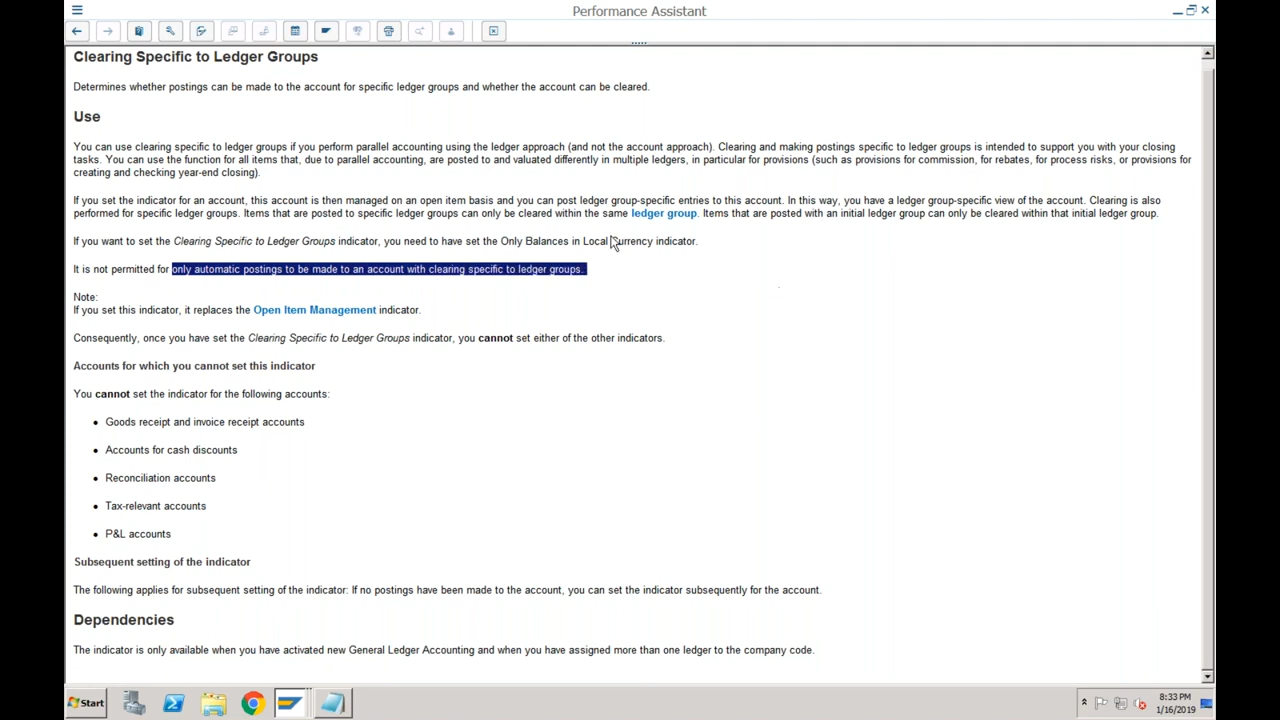 Performance Assistant
Clearing Specific to Ledger Groups
Determines whether postings can be made to the account for specific ledger groups and whether the account can be cleared.
Use
You can use clearing specific to ledger groups if you perform parallel accounting using the ledger approach (and not the account approach). Clearing and making postings specific to ledger groups is intended to support you with your closing
tasks. You can use the function for all items that, due to parallel accounting, are posted to and valuated differently in multiple ledgers, in particular for provisions (such as provisions for commission, for rebates, for process risks, or provisions for
creating and checking year-end closing).
If you set the indicator for an account, this account is then managed on an open item basis and you can post ledger group-specific entries to this account. In this way, you have a ledger group-specific view of the account. Clearing is also
performed for specific ledger groups. Items that are posted to specific ledger groups can only be cleared within the same ledger group. Items that are posted with an initial ledger group can only be cleared within that initial ledger group.
If you want to set the Clearing Specific to Ledger Groups indicator, you need to have set the Only Balances in Local Currency indicator.
It is not permitted for only automatic postings to be made to an account with clearing specific to ledger groups.
Note:
If you set this indicator, it replaces the Open Item Management indicator.
Consequently, once you have set the Clearing Specific to Ledger Groups indicator, you cannot set either of the other indicators.
Accounts for which you cannot set this indicator
You cannot set the indicator for the following accounts:
• Goods receipt and invoice receipt accounts
• Accounts for cash discounts
• Reconciliation accounts
• Tax-relevant accounts
• P&L accounts
Subsequent setting of the indicator
The following applies for subsequent setting of the indicator: If no postings have been made to the account, you can set the indicator subsequently for the account.
Dependencies
The indicator is only available when you have activated new General Ledger Accounting and when you have assigned more than one ledger to the company code.
Start
8:33 PM
1/16/2019